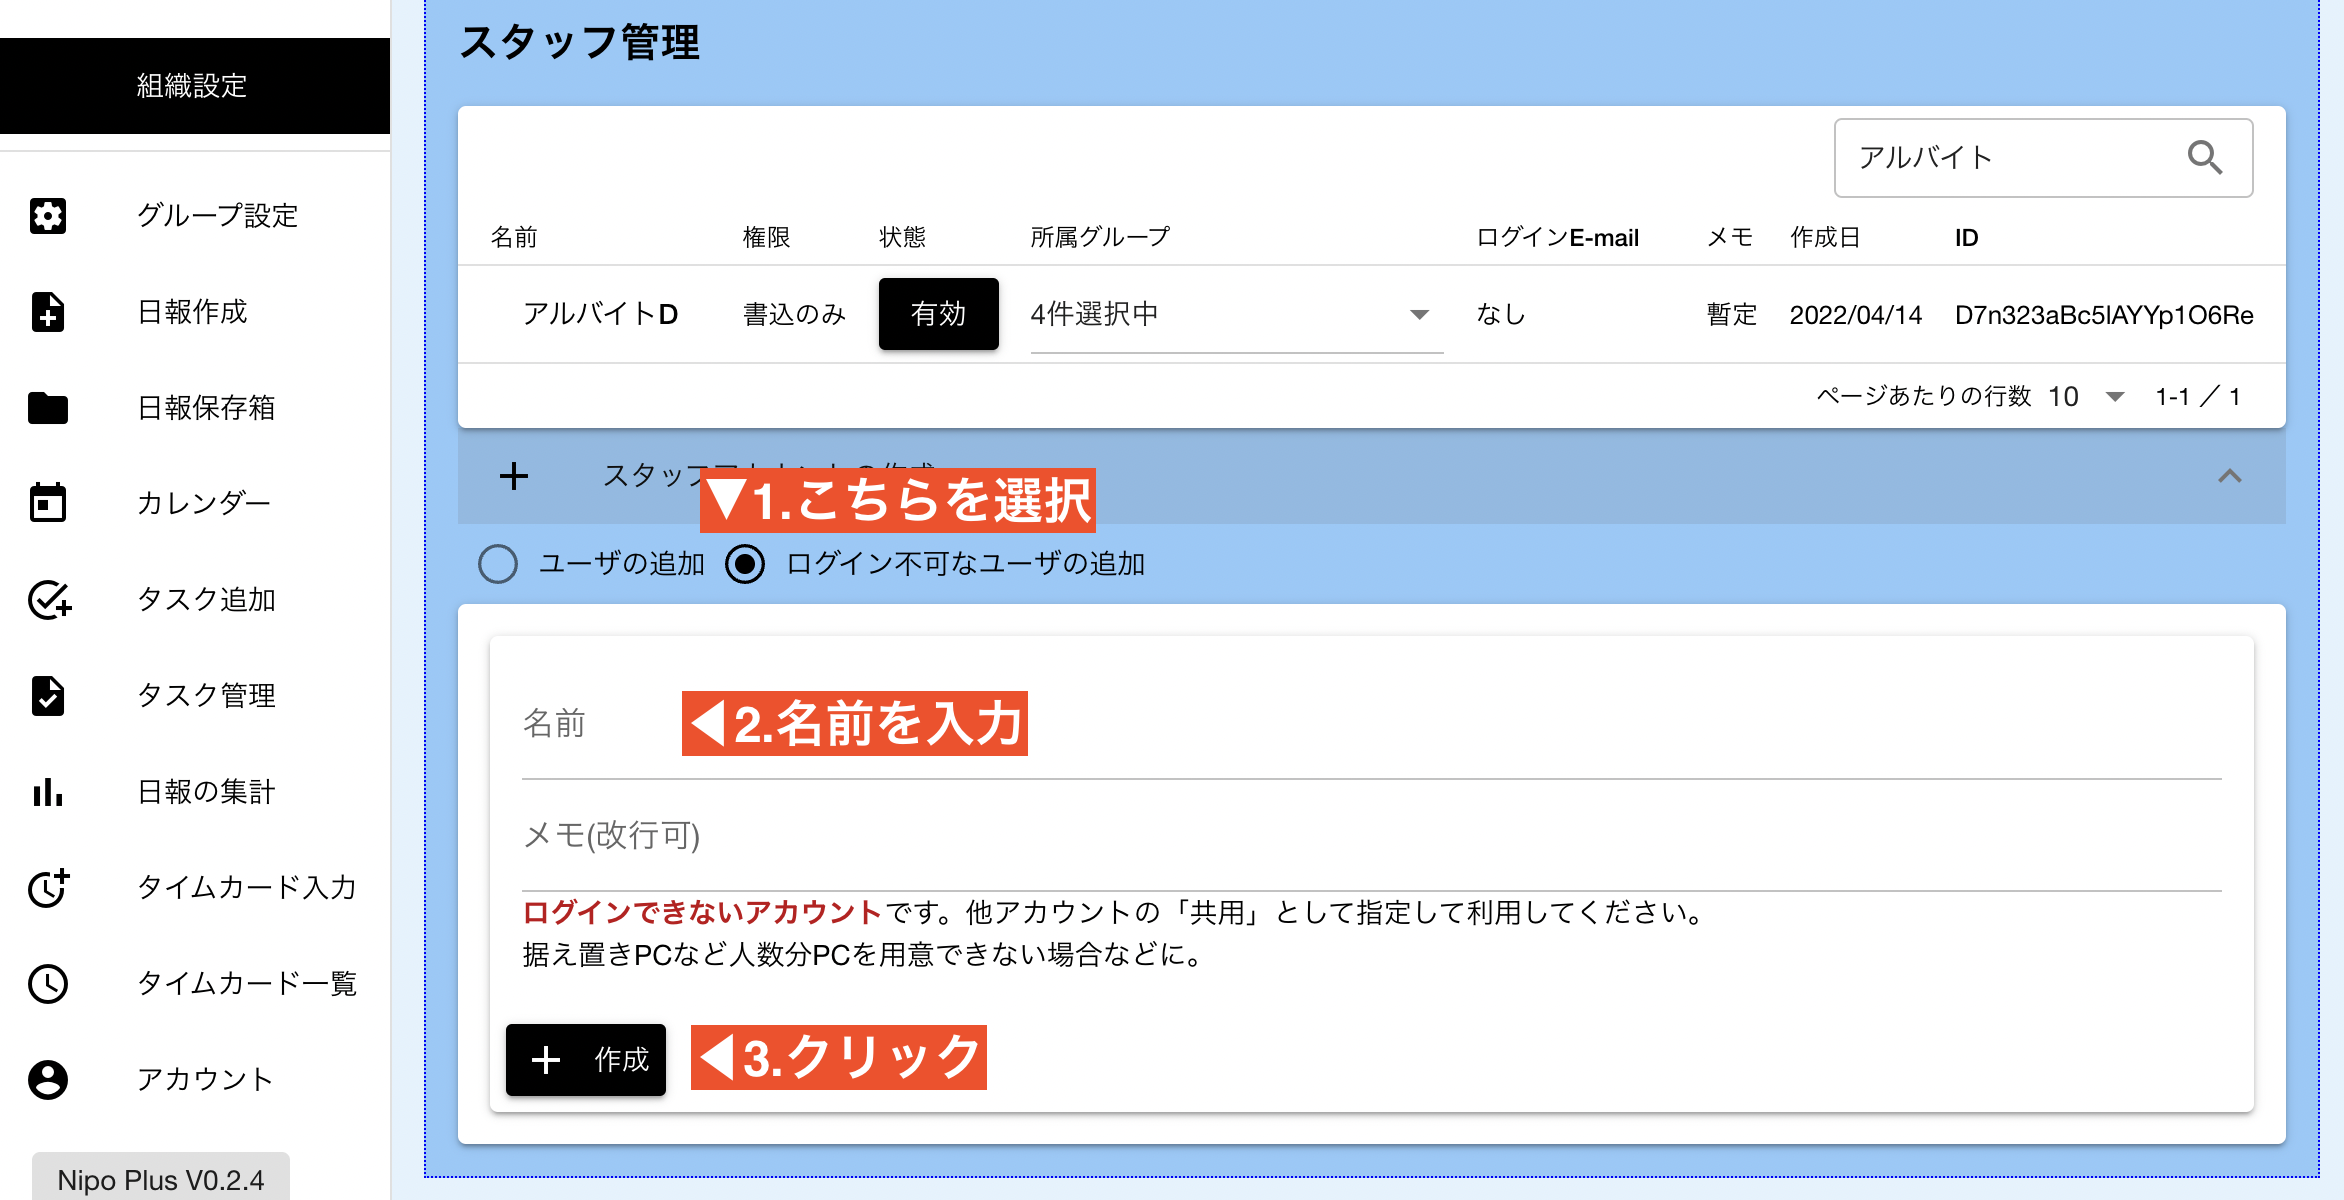 組織設定
グループ設定
日報作成
日報保存箱
カレンダー
タスク追加
タスク管理
日報の集計
タイムカード入力
タイムカード一覧
アカウント
Nipo Plus V0.2.4
スタッフ管理
アルバイト
名前 権限 状態 所属グループ ログインE-mail メモ 作成日 ID
アルバイトD 書込のみ 有効 4件選択中 なし 暫定 2022/04/14 D7n323aBc5lAYYp1O6Re
ページあたりの行数 10 1-1 ／ 1
スタッフ
▼1.こちらを選択
ユーザの追加 ログイン不可なユーザの追加
名前 ◀2.名前を入力
メモ(改行可)
ログインできないアカウントです。他アカウントの「共用」として指定して利用してください。
据え置きPCなど人数分PCを用意できない場合などに。
作成 ◀3.クリック